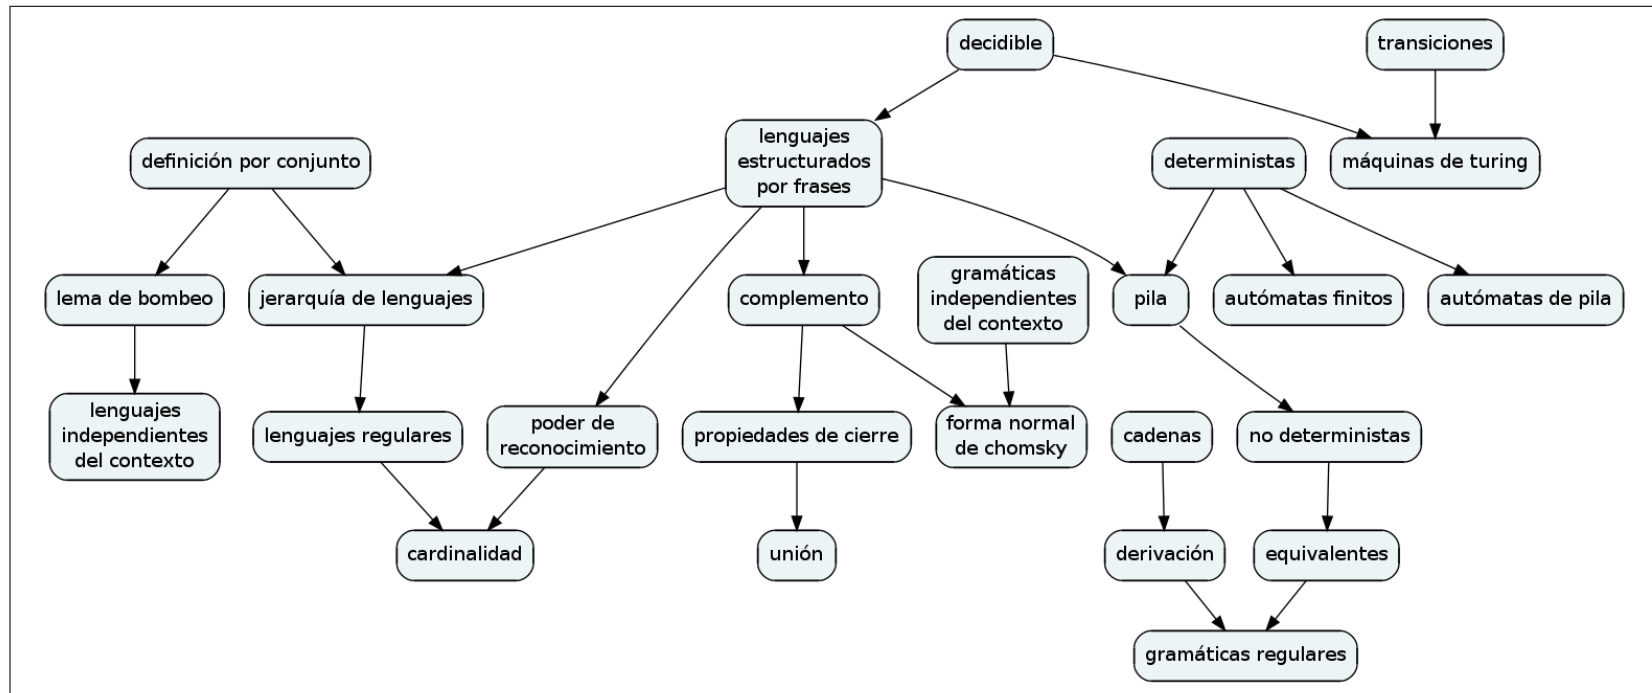 decidible
transiciones
lenguajes
estructurados
por frases
definición por conjunto
deterministas
máquinas de turing
lema de bombeo
jerarquía de lenguajes
complemento
gramáticas
independientes
del contexto
pila
autómatas finitos
autómatas de pila
lenguajes
independientes
del contexto
lenguajes regulares
poder de
reconocimiento
propiedades de cierre
forma normal
de chomsky
cadenas
no deterministas
cardinalidad
unión
derivación
equivalentes
gramáticas regulares